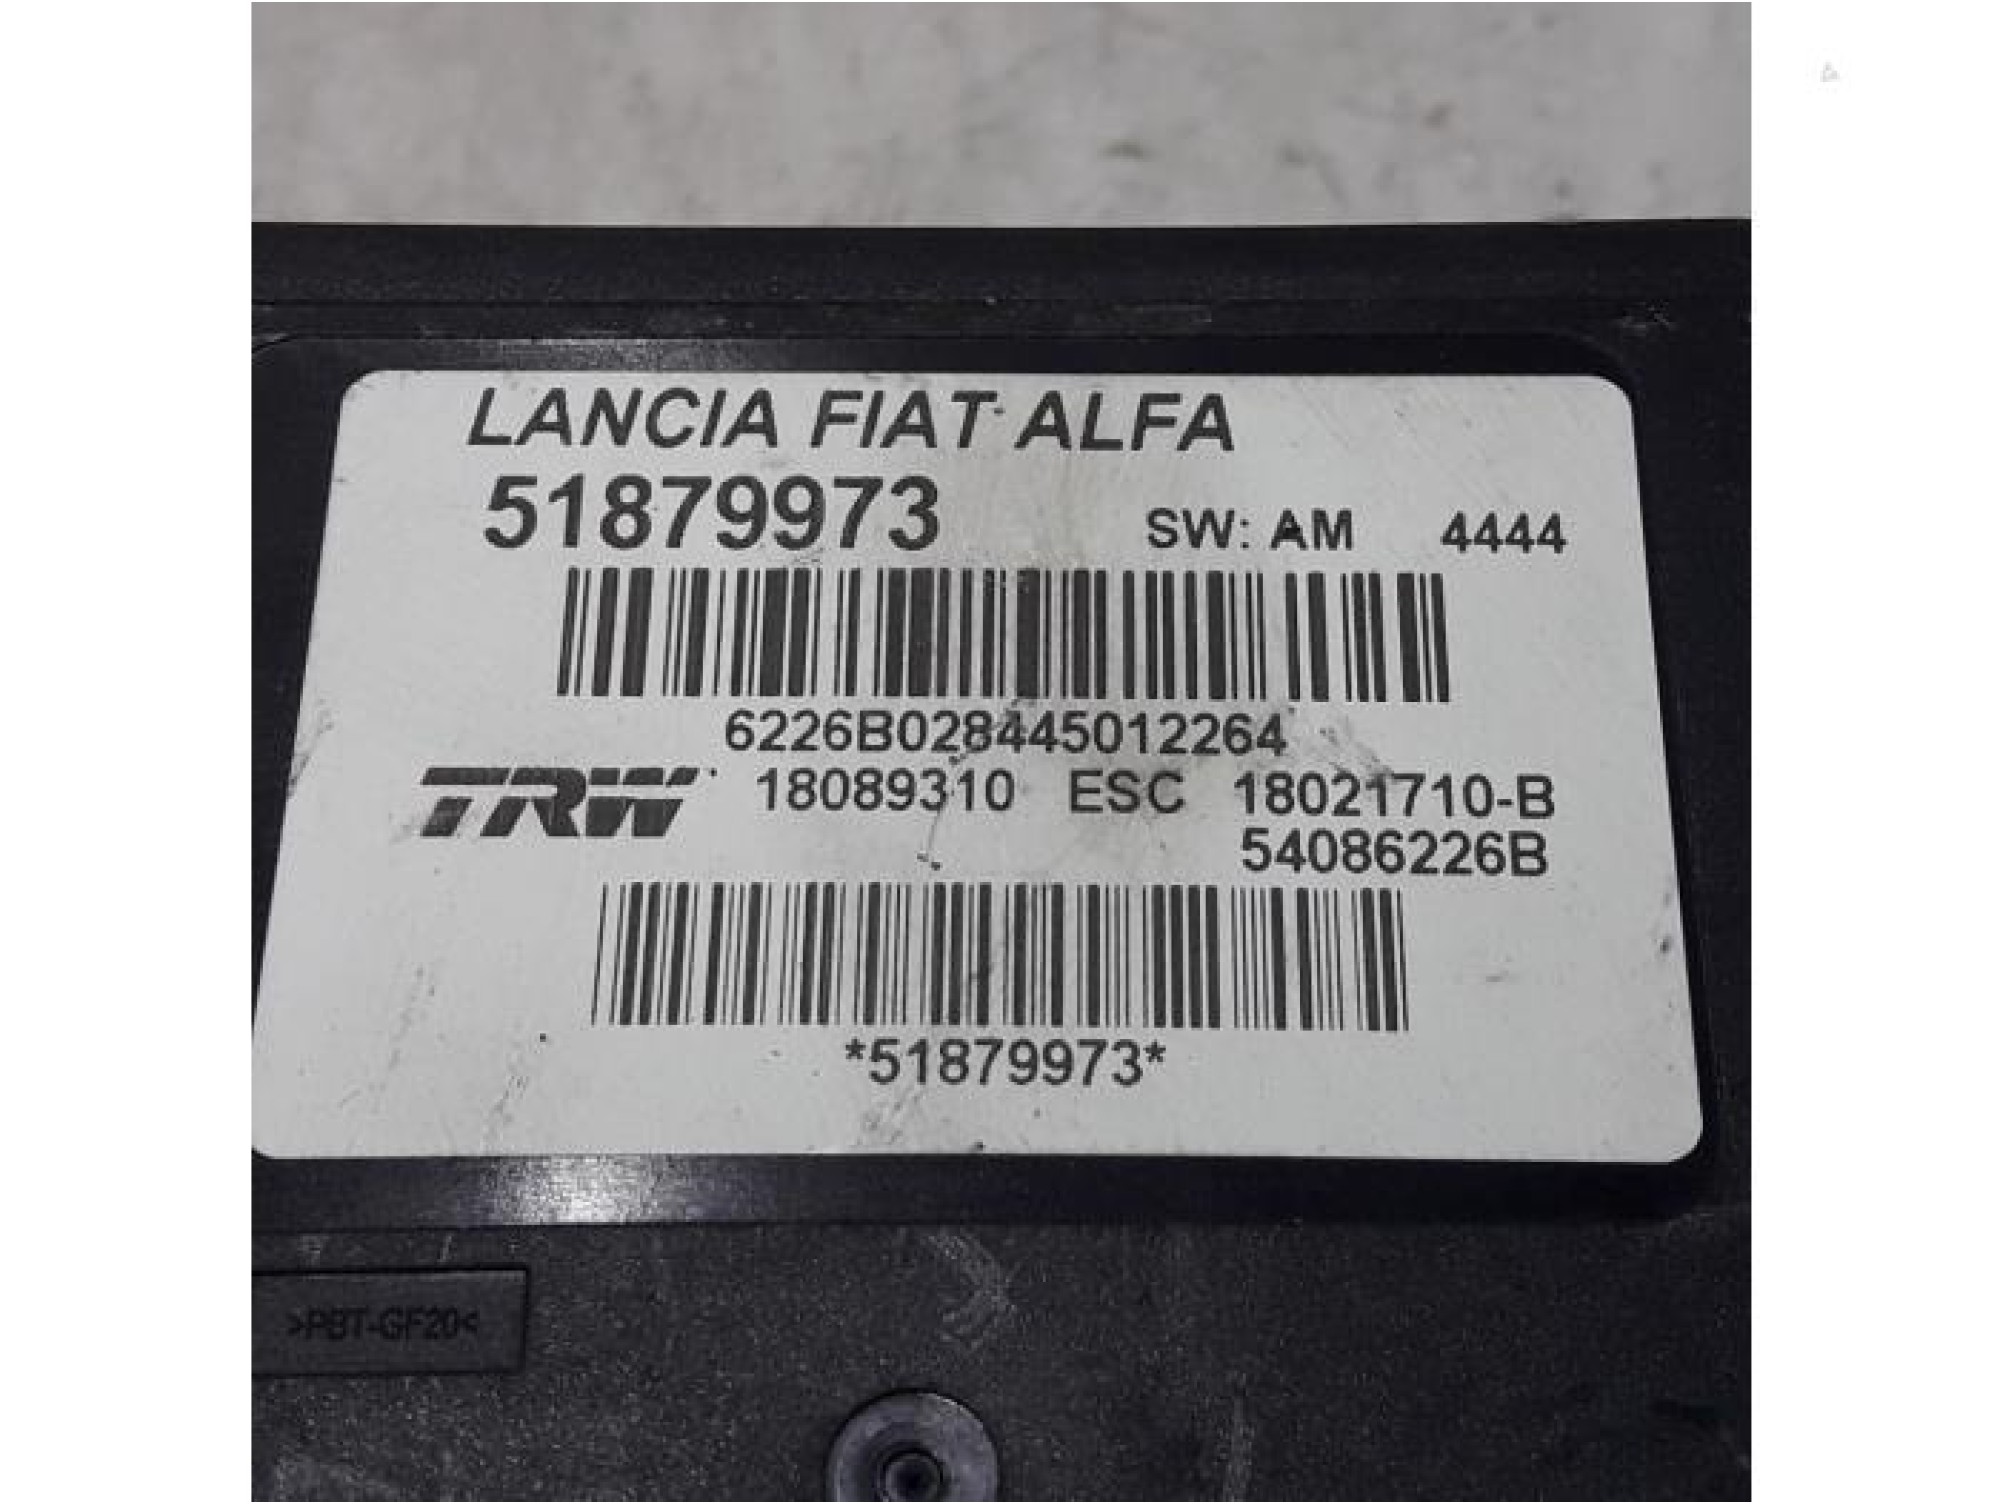 LANCIA FIAT ALFA
51879973 SW: AM 4444
6226B028445012264
TRW 18089310 ESC 18021710-B
54086226B
*51879973*
>PBT-GF20<